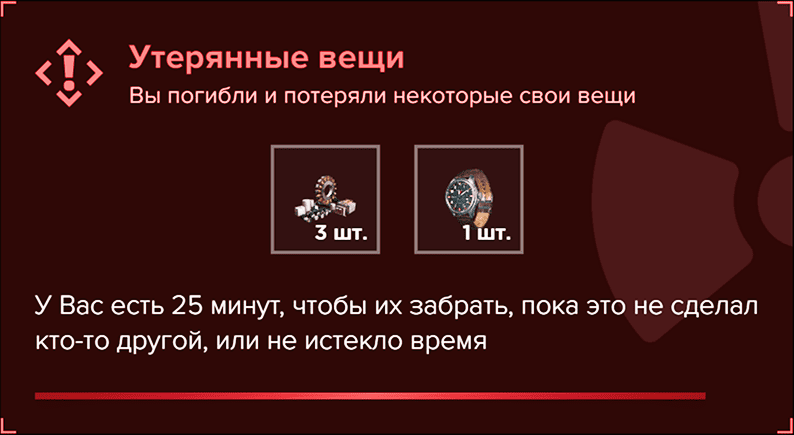 Утерянные вещи
Вы погибли и потеряли некоторые свои вещи
3 шт.
1 шт.
У Вас есть 25 минут, чтобы их забрать, пока это не сделал
кто-то другой, или не истекло время